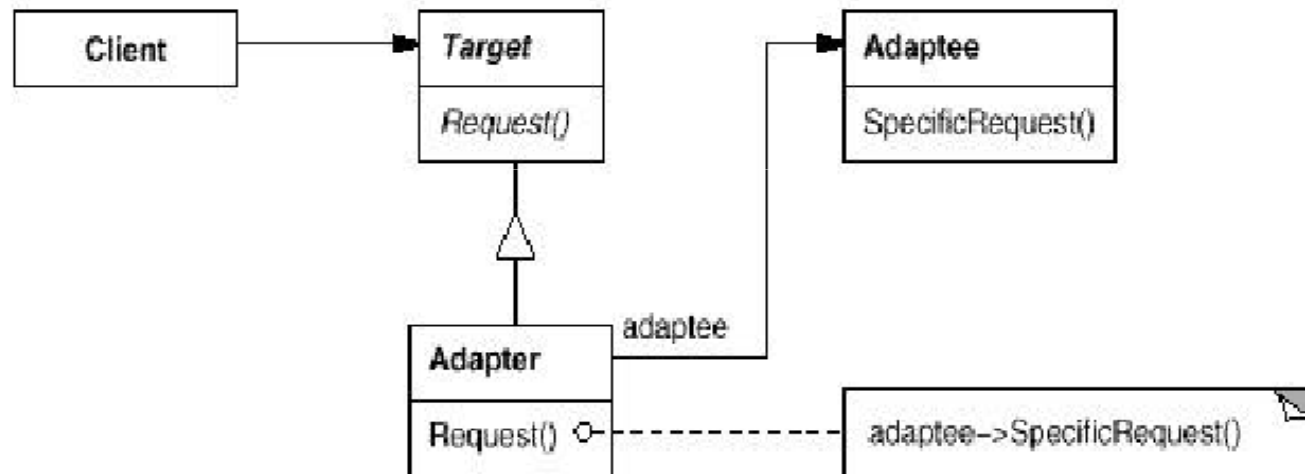 Client
Target
Request()
Adaptee
SpecificRequest()
adaptee
Adapter
Request()
adaptee->SpecificRequest()